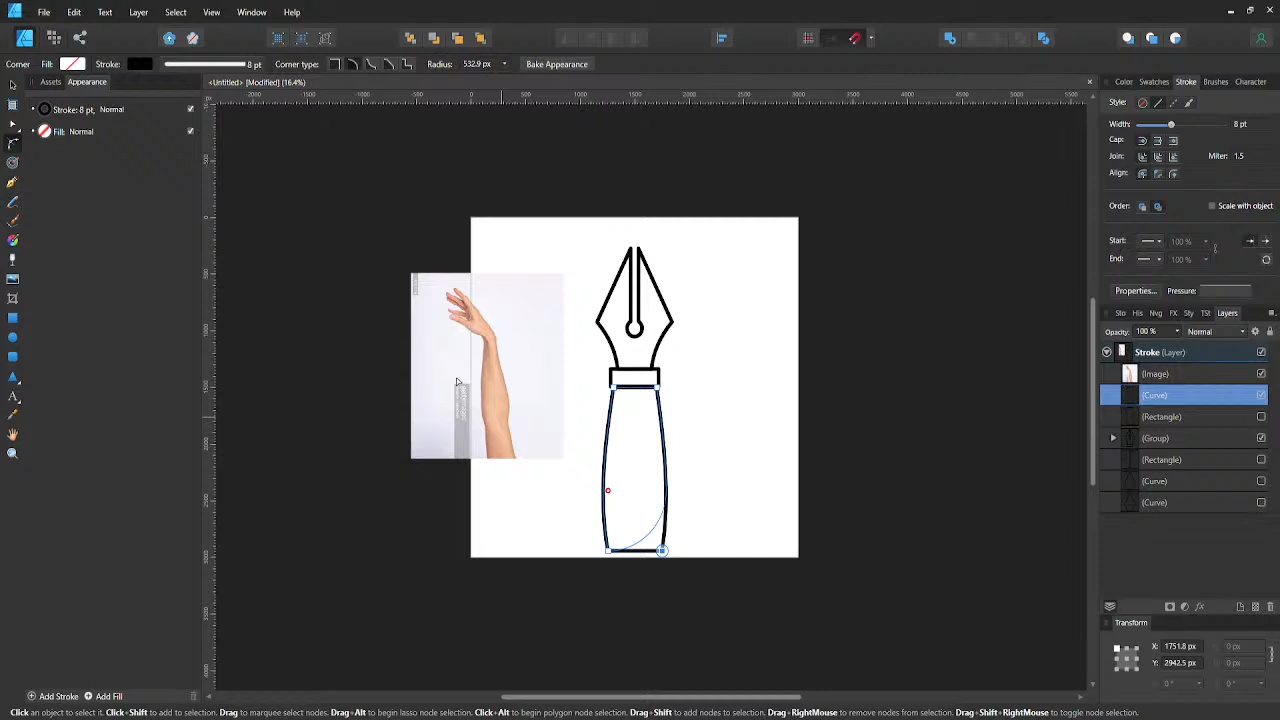 File Edit Text Layer Select View Window Help
Corner Fill: Stroke: 8 pt Corner type: Radius: 532.9 px Bake Appearance
Assets Appearance
<Untitled> [Modified] (16.4%)
Color Swatches Stroke Brushes Character
Stroke: 8 pt, Normal
Fill: Normal
Style:
Width: 8 pt
Cap:
Join: Miter: 1.5
Align:
Order: Scale with object
Start: 100 %
End: 100 %
Properties... Pressure:
Sty TS Layers
Opacity: 100 % Normal
Stroke (Layer)
(Image)
(Curve)
(Rectangle)
(Group)
(Rectangle)
(Curve)
(Curve)
Transform
X: 1751.8 px 0 px
Y: 2942.5 px 0 px
0 ° 0 °
Add Stroke Add Fill
Click an object to select it. Click+Shift to add to selection. Drag to marquee select nodes. Drag+Alt to begin lasso node selection. Click+Alt to begin polygon node selection. Drag+Shift to add nodes to selection. Drag+RightMouse to remove nodes from selection. Drag+Shift+RightMouse to toggle node selection.